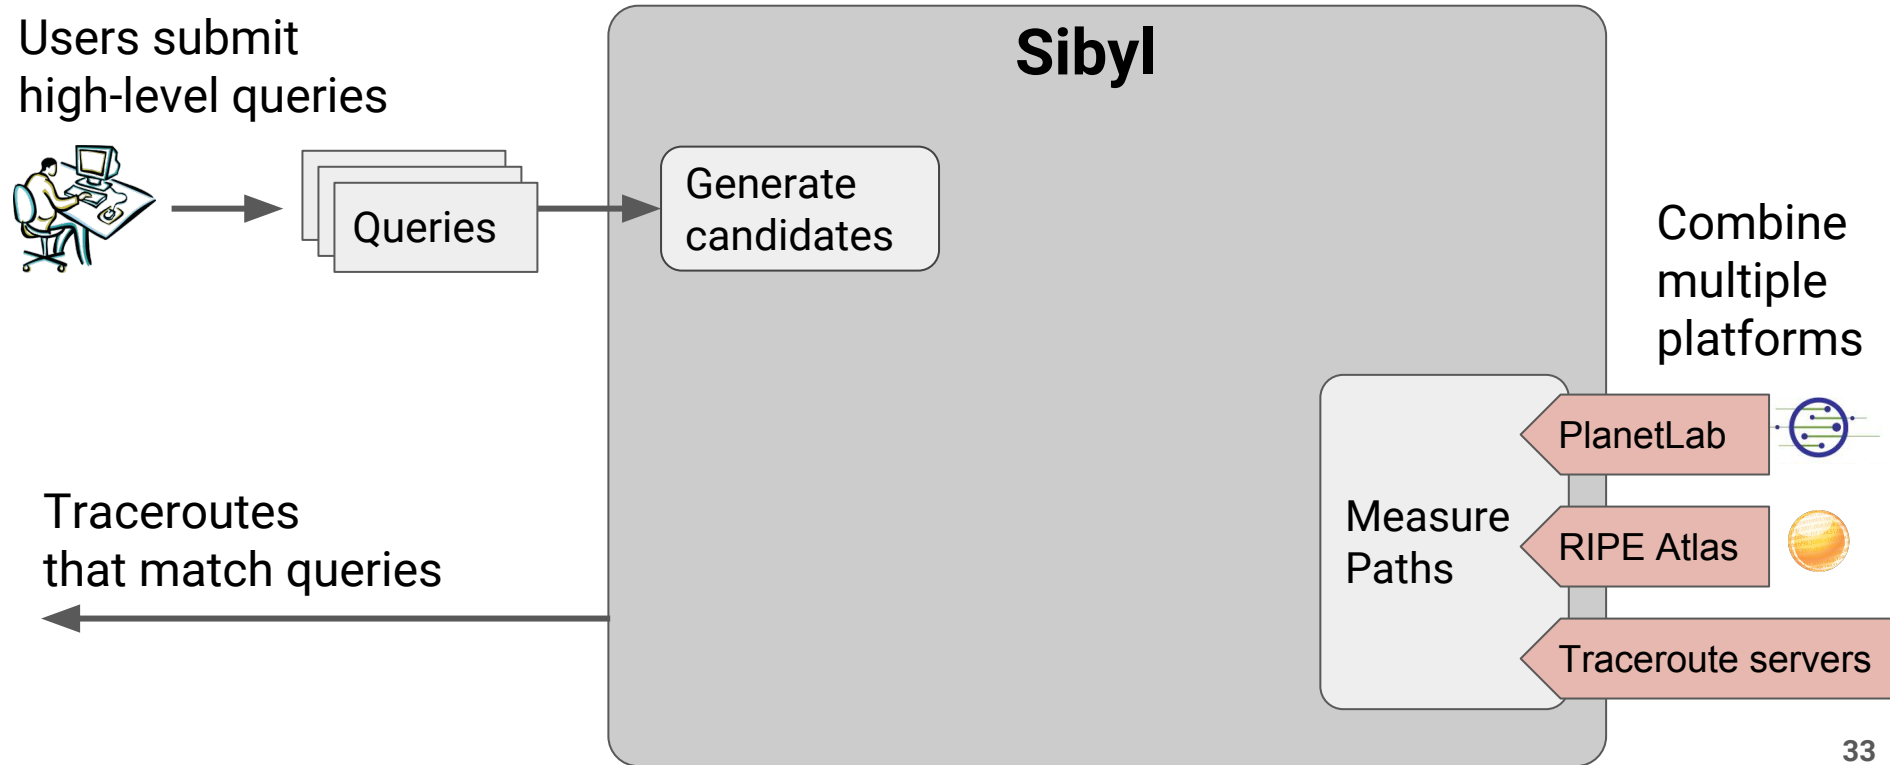 Users submit
high-level queries
Sibyl
Queries
Generate
candidates
Combine
multiple
platforms
PlanetLab
Measure
Paths
RIPE Atlas
Traceroute servers
Traceroutes
that match queries
33